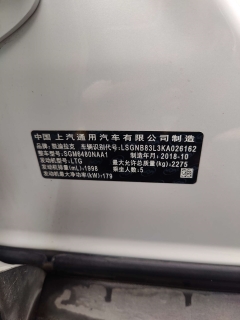 中国 上汽通用汽车有限公司制造
品牌：凯迪拉克 车辆识别代号：LSGNB83L3KA026162
整车型号：SGM6480NAA1 制造年月：2018-10
发动机型号：LTG 最大允许总质量(kg)：2275
发动机排量(mL)：1998 乘坐人数：5
发动机最大净功率(kW)：179